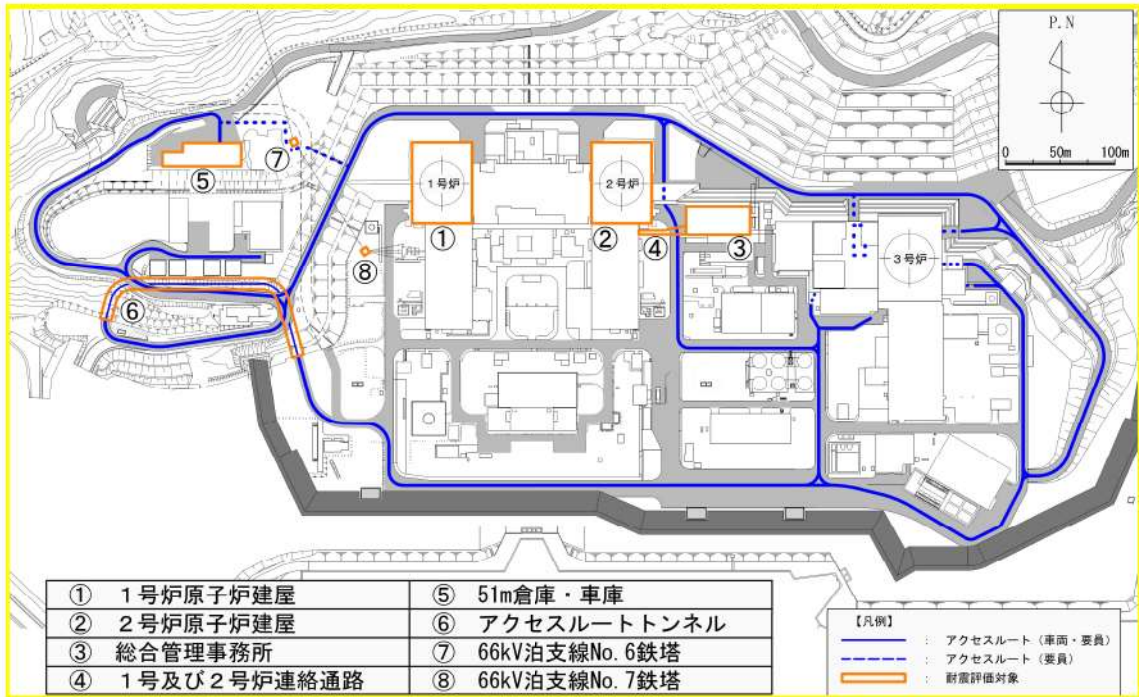 P.N
0 50m 100m
⑦
⑤
1号炉
2号炉
①
②
④
③
3号炉
⑧
⑥
① 1号炉原子炉建屋 ⑤ 51m倉庫・車庫
② 2号炉原子炉建屋 ⑥ アクセスルートトンネル
③ 総合管理事務所 ⑦ 66kV泊支線No.6鉄塔
④ 1号及び2号炉連絡通路 ⑧ 66kV泊支線No.7鉄塔
【凡例】
： アクセスルート（車両・要員）
： アクセスルート（要員）
： 耐震評価対象